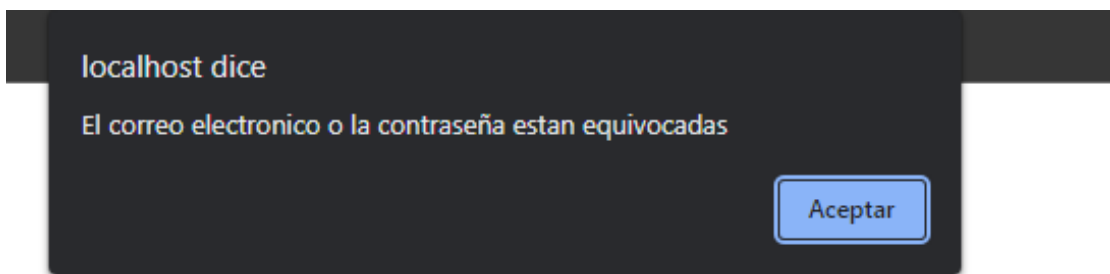 localhost dice
El correo electronico o la contraseña estan equivocadas
Aceptar